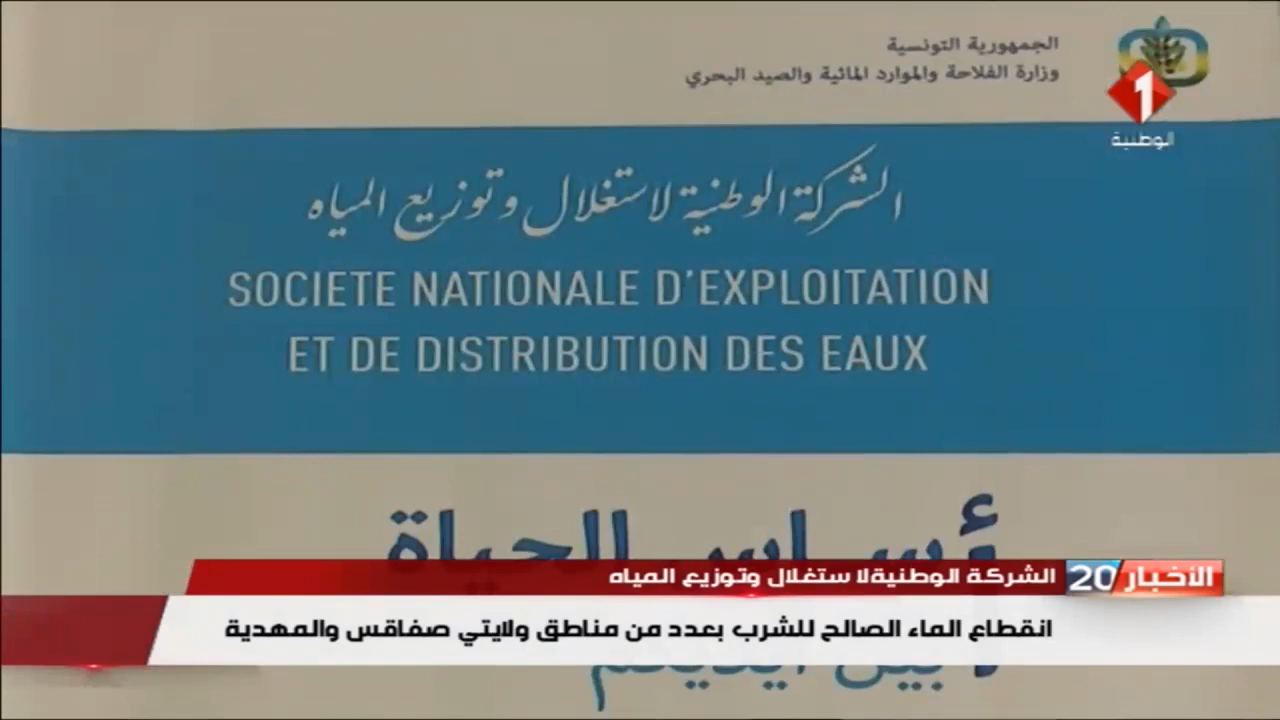 الجمهورية التونسية
وزارة الفلاحة والموارد المائية والصيد البحري
1
الوطنية
الشركة الوطنية لاستغلال وتوزيع المياه
SOCIETE NATIONALE D'EXPLOITATION
ET DE DISTRIBUTION DES EAUX
أساس الحياة
الأخبار 20
الشركة الوطنيةلا ستغلال وتوزيع المياه
انقطاع الماء الصالح للشرب بعدد من مناطق ولايتي صفاقس والمهدية